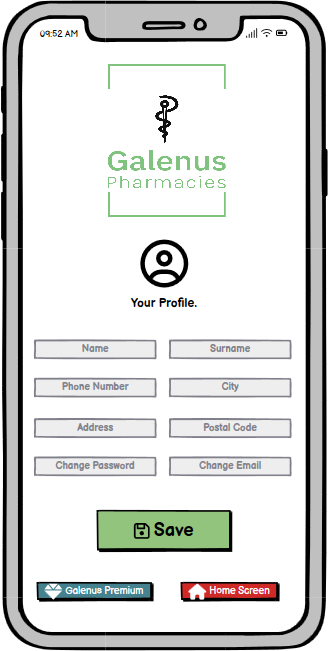 09:52 AM
Galenus
Pharmacies
Your Profile.
Name
Surname
Phone Number
City
Address
Postal Code
Change Password
Change Email
Save
Galenus Premium
Home Screen